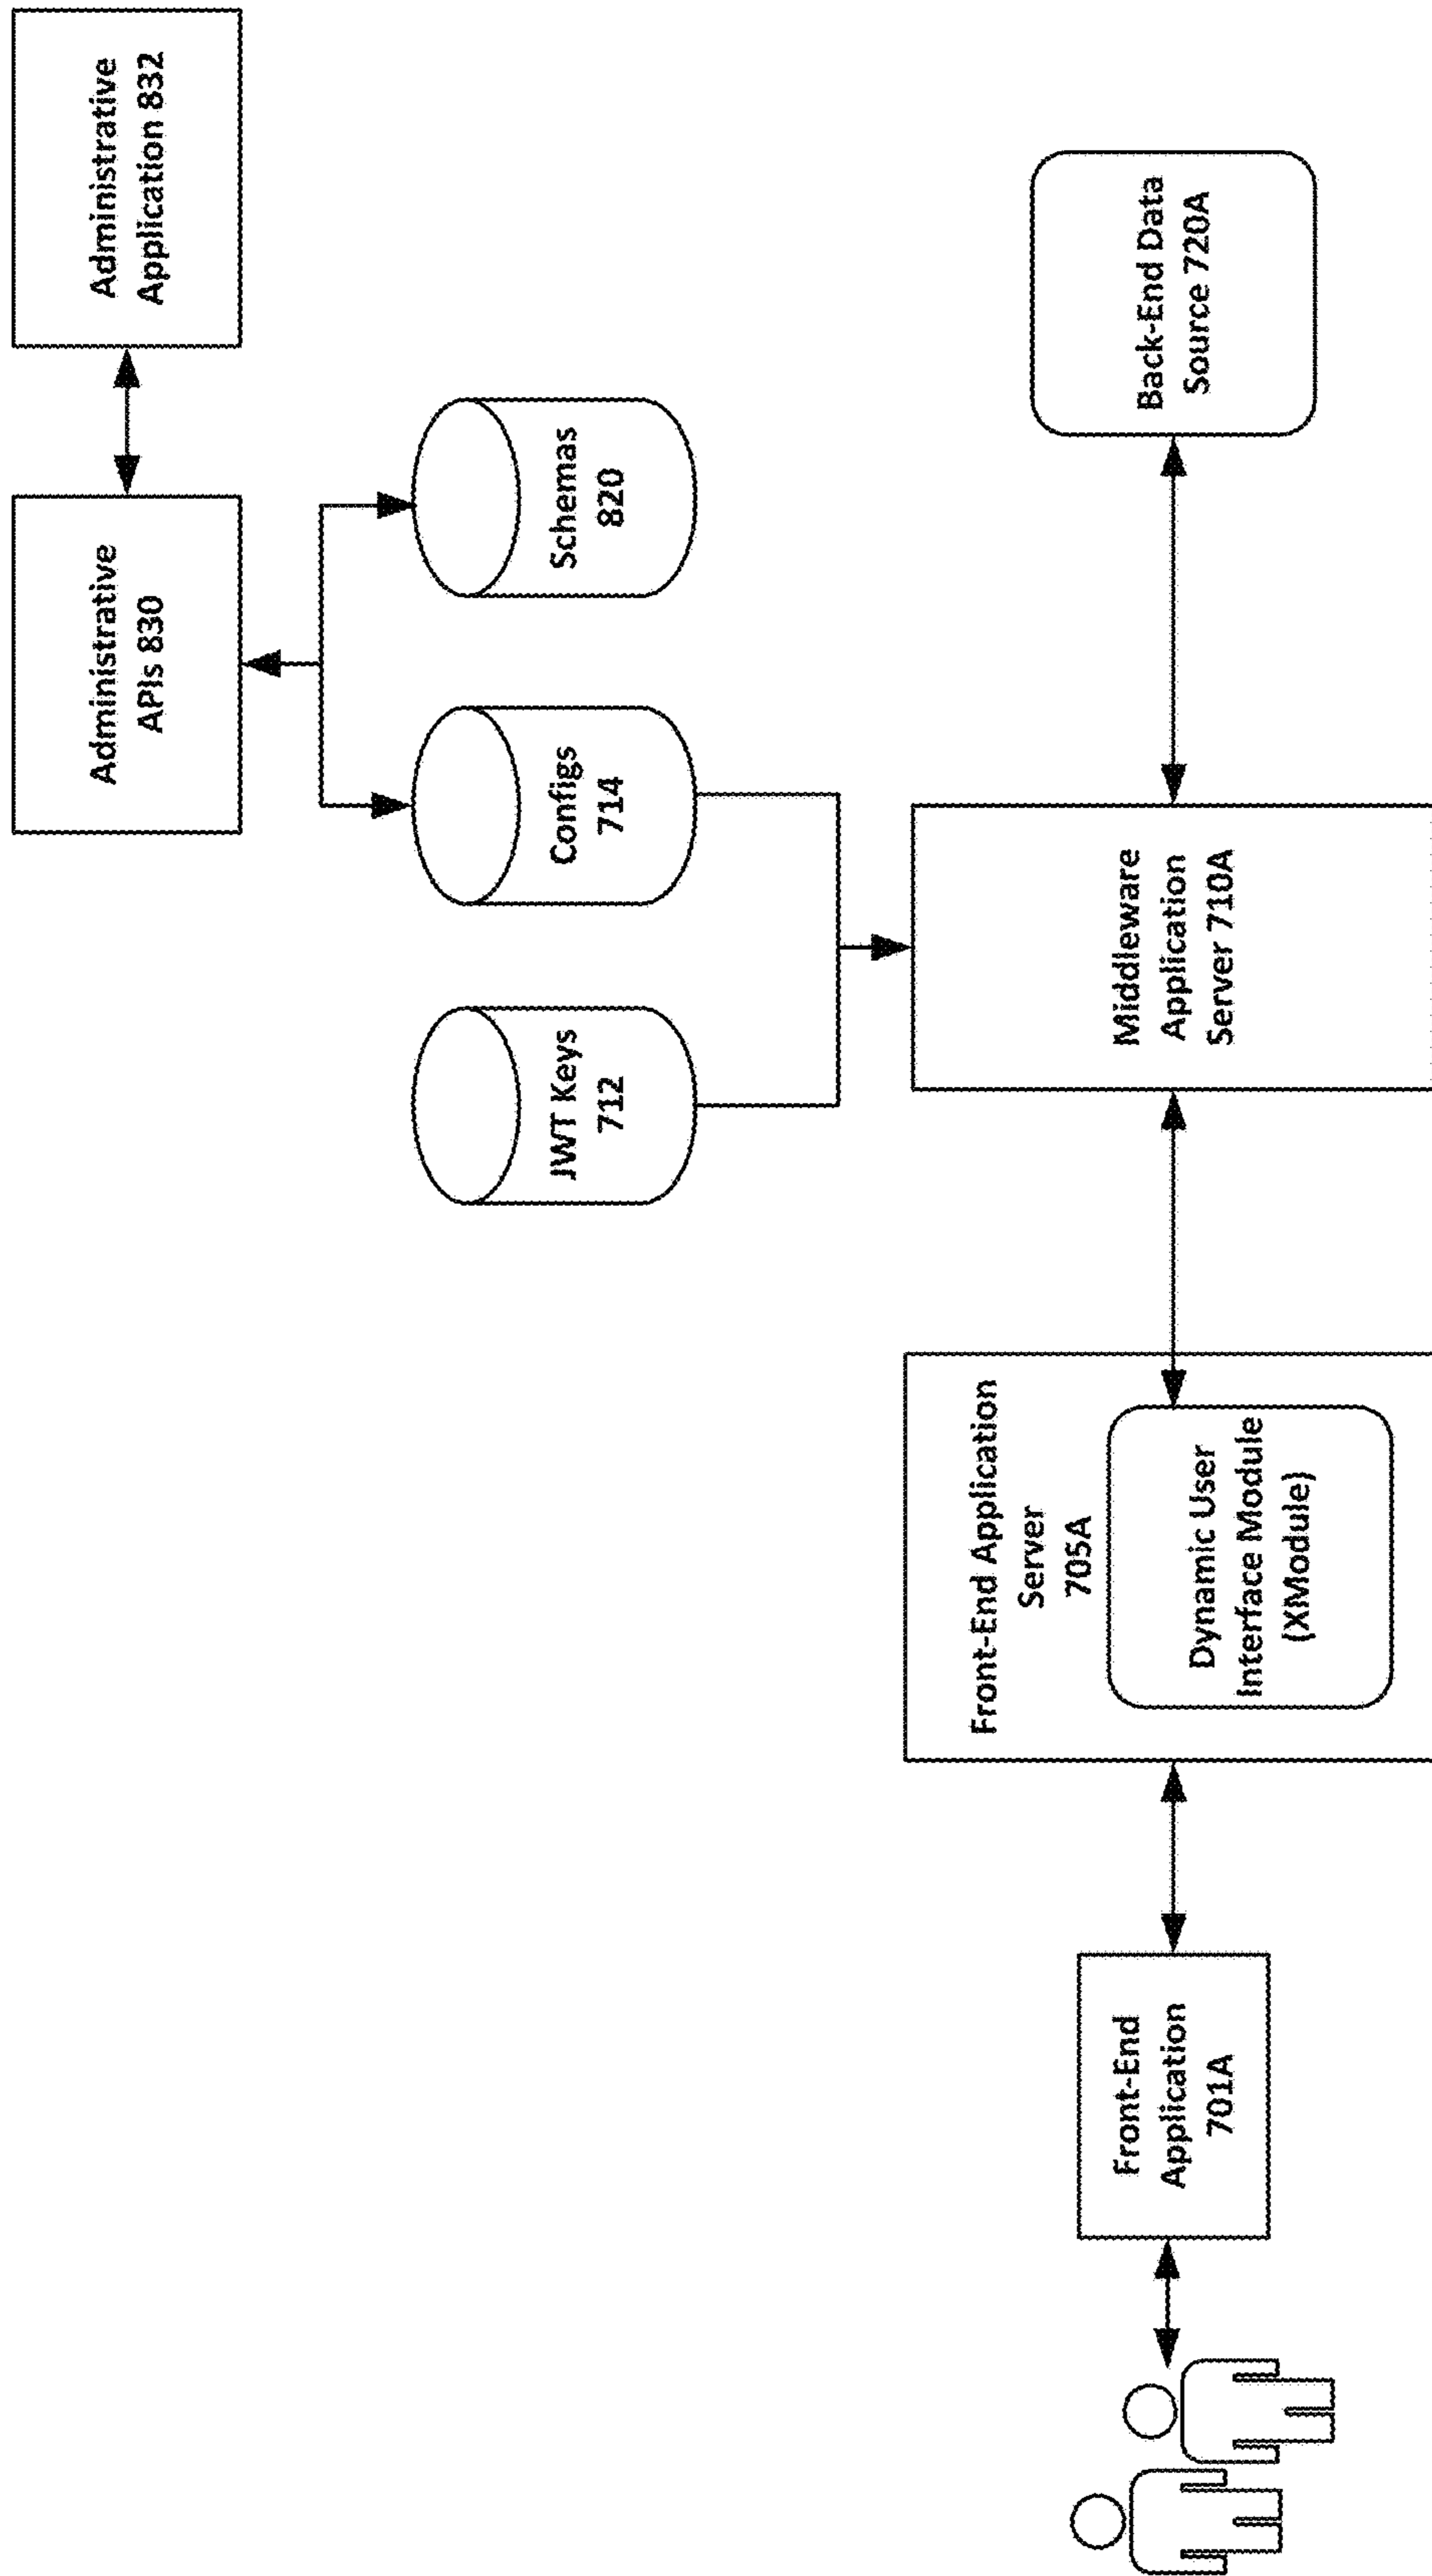 Administrative
APIs 830
Administrative
Application 832
JWT Keys
712
Configs
714
Schemas
820
Front-End
Application
701A
Front-End Application
Server
705A
Dynamic User
Interface Module
(XModule)
Middleware
Application
Server 710A
Back-End Data
Source 720A